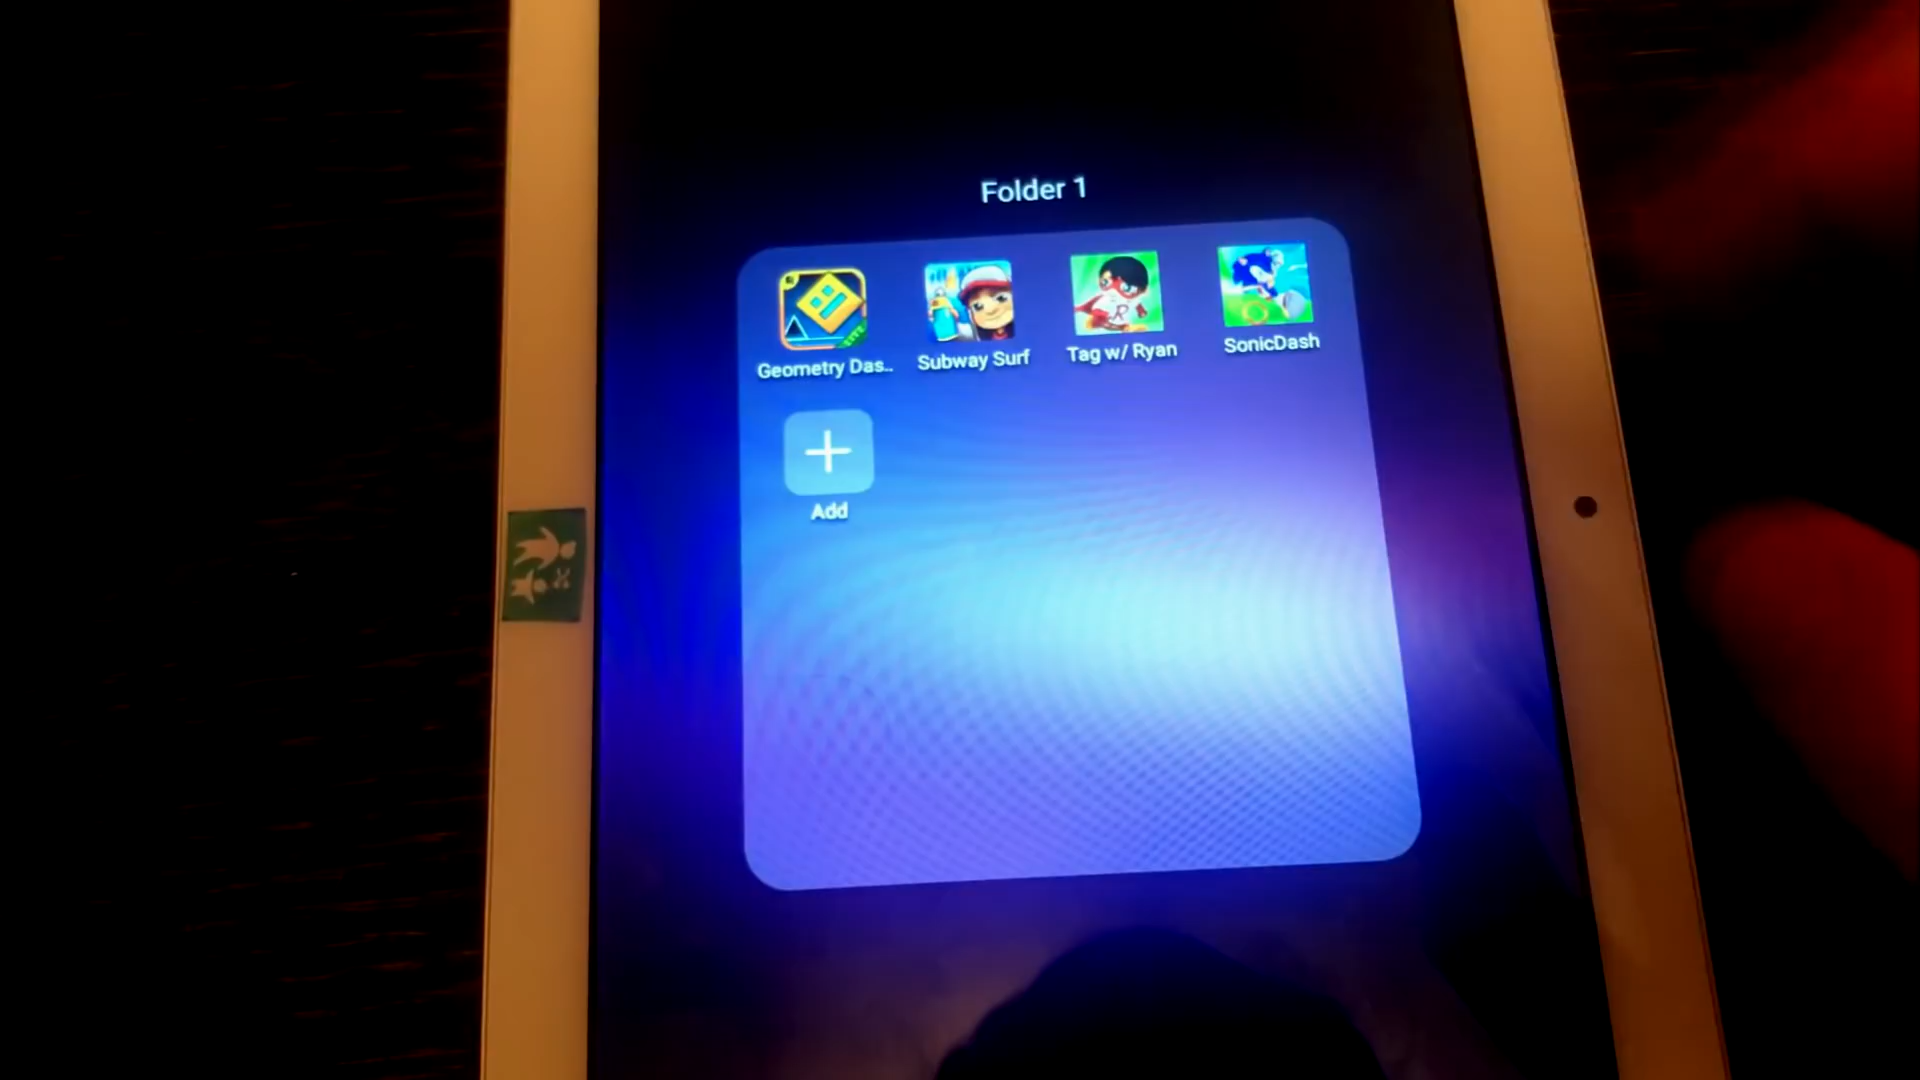 Folder 1
Geometry Das..
Subway Surf
Tag w/ Ryan
SonicDash
Add